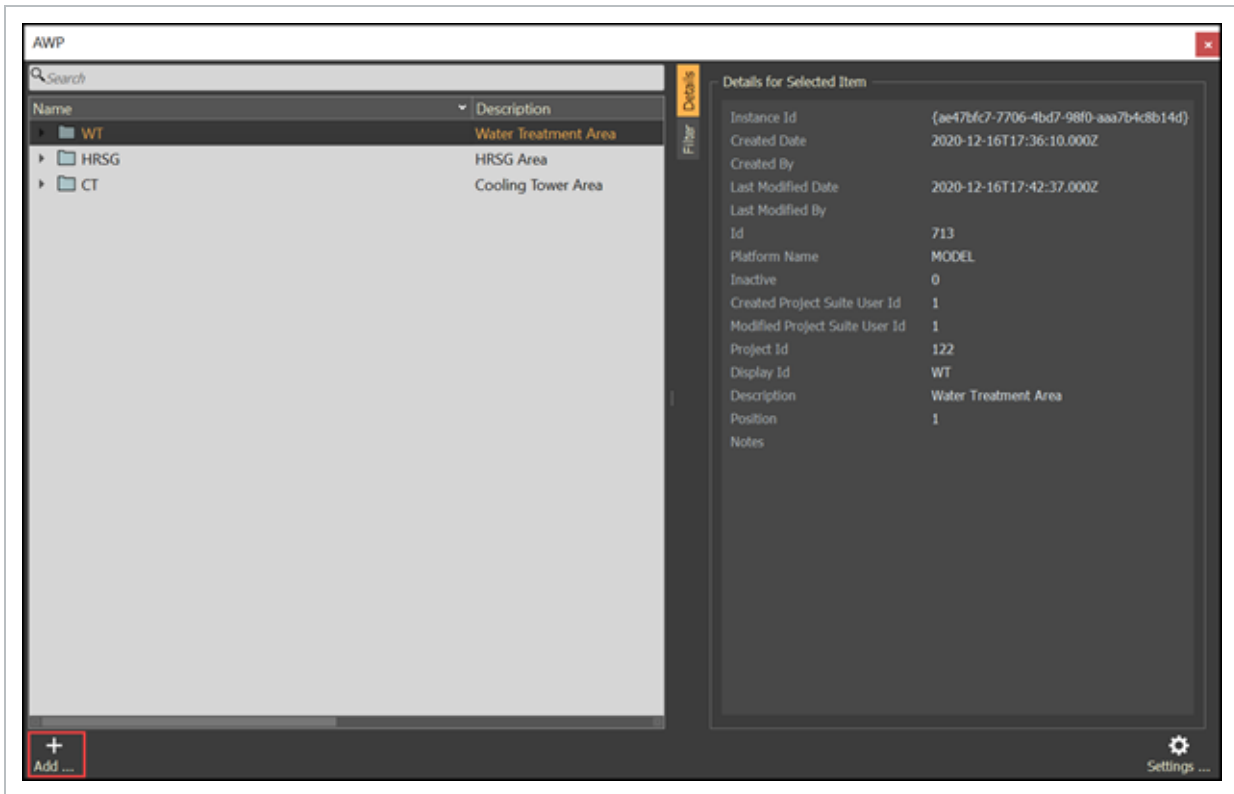 AWP
Search
Name Description
WT Water Treatment Area
HRSG HRSG Area
CT Cooling Tower Area
Details
Filter
Details for Selected Item
Instance Id {ae47bfc7-7706-4bd7-98f0-aaa7b4c8b14d}
Created Date 2020-12-16T17:36:10.000Z
Created By
Last Modified Date 2020-12-16T17:42:37.000Z
Last Modified By
Id 713
Platform Name MODEL
Inactive 0
Created Project Suite User Id 1
Modified Project Suite User Id 1
Project Id 122
Display Id WT
Description Water Treatment Area
Position 1
Notes
Add ...
Settings ...